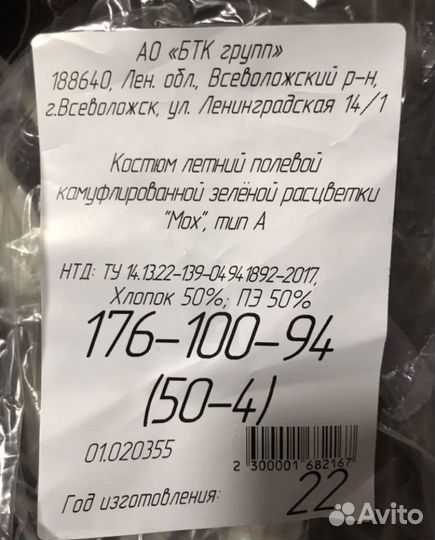 АО «БТК групп»
188640, Лен. обл., Всеволожский р-н,
г.Всеволожск, ул. Ленинградская 14/1
Костюм летний полевой
камуфлированной зелёной расцветки
"Мох", тип А
НТД: ТУ 14.13.22-139-04941892-2017,
Хлопок 50%; ПЭ 50%
176-100-94
(50-4)
01.020355
2 300001 682167
Год изготовления: 22
Avito